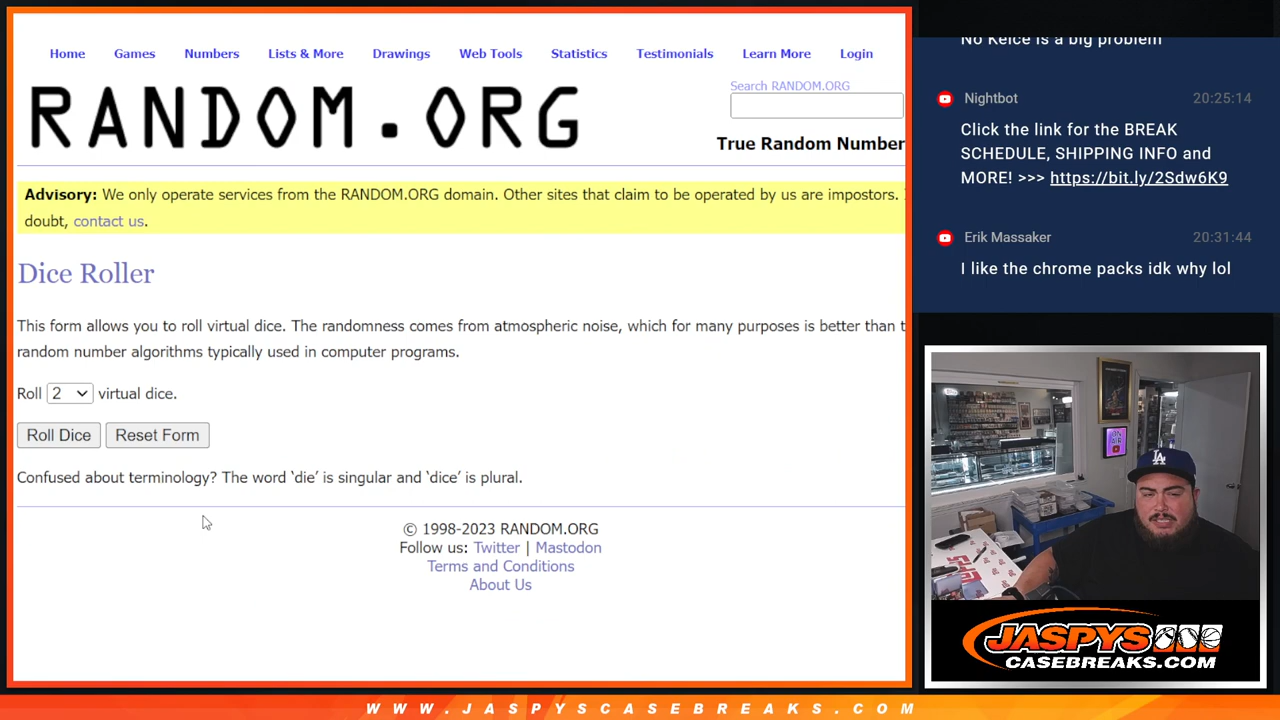 Home Games Numbers Lists & More Drawings Web Tools Statistics Testimonials Learn More Login
RANDOM.ORG
Search RANDOM.ORG
True Random Number
Advisory: We only operate services from the RANDOM.ORG domain. Other sites that claim to be operated by us are impostors.
doubt, contact us.
Dice Roller
This form allows you to roll virtual dice. The randomness comes from atmospheric noise, which for many purposes is better than t
random number algorithms typically used in computer programs.
Roll 2 virtual dice.
Roll Dice Reset Form
Confused about terminology? The word ‘die’ is singular and ‘dice’ is plural.
© 1998-2023 RANDOM.ORG
Follow us: Twitter | Mastodon
Terms and Conditions
About Us
No Kelce is a big problem
Nightbot 20:25:14
Click the link for the BREAK
SCHEDULE, SHIPPING INFO and
MORE! >>> https://bit.ly/2Sdw6K9
Erik Massaker 20:31:44
I like the chrome packs idk why lol
ON AIR
LA
JASPYS
CASEBREAKS.COM
WWW.JASPYSCASEBREAKS.COM